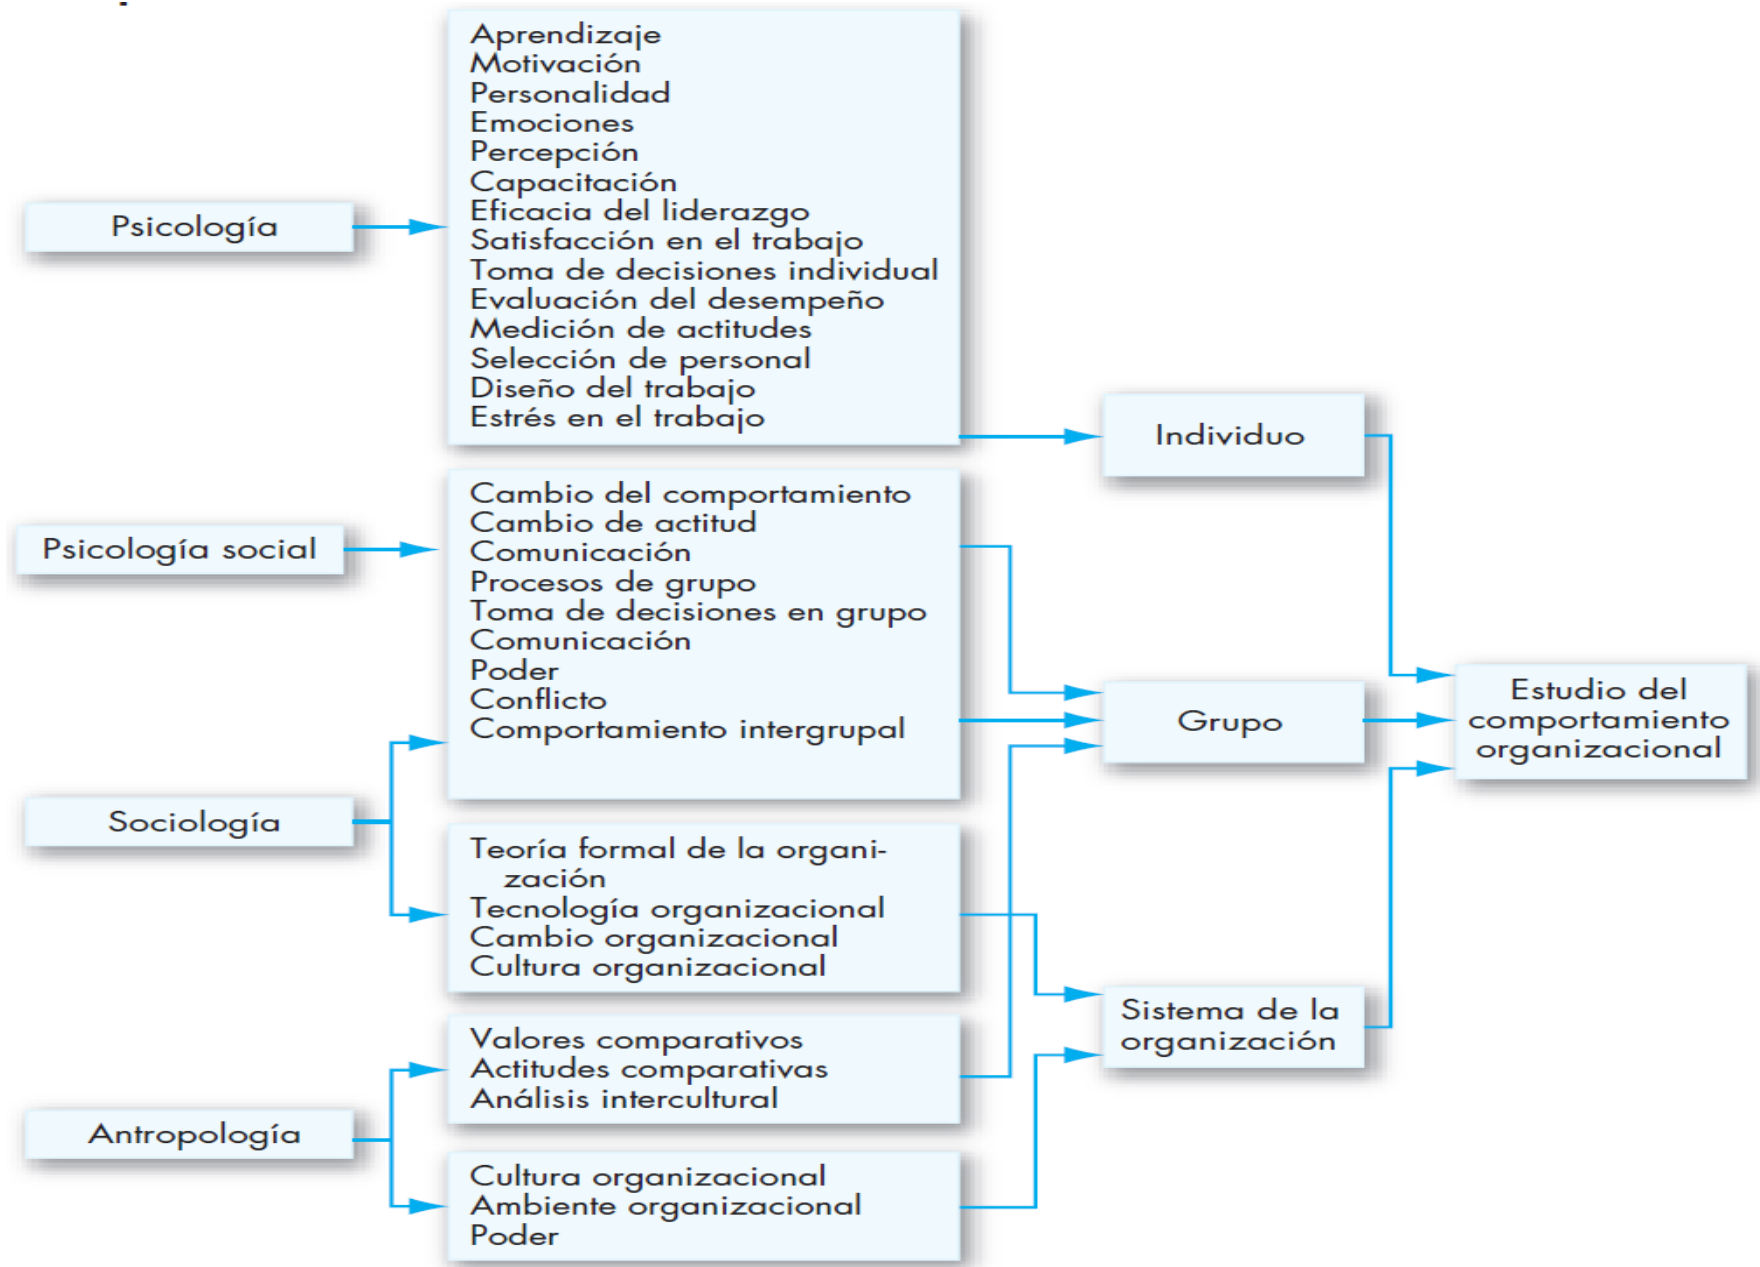 Psicología
Aprendizaje
Motivación
Personalidad
Emociones
Percepción
Capacitación
Eficacia del liderazgo
Satisfacción en el trabajo
Toma de decisiones individual
Evaluación del desempeño
Medición de actitudes
Selección de personal
Diseño del trabajo
Estrés en el trabajo
Individuo
Psicología social
Cambio del comportamiento
Cambio de actitud
Comunicación
Procesos de grupo
Toma de decisiones en grupo
Comunicación
Poder
Conflicto
Comportamiento intergrupal
Grupo
Estudio del
comportamiento
organizacional
Sociología
Teoría formal de la organi-
zación
Tecnología organizacional
Cambio organizacional
Cultura organizacional
Sistema de la
organización
Antropología
Valores comparativos
Actitudes comparativas
Análisis intercultural
Cultura organizacional
Ambiente organizacional
Poder